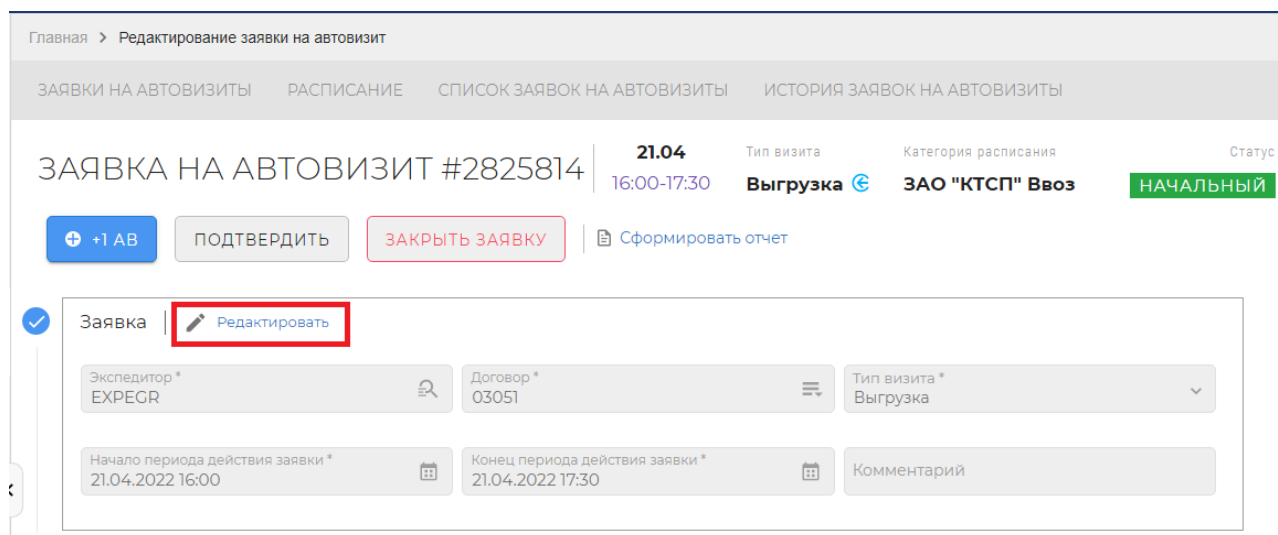 Главная > Редактирование заявки на автовизит
ЗАЯВКИ НА АВТОВИЗИТЫ РАСПИСАНИЕ СПИСОК ЗАЯВОК НА АВТОВИЗИТЫ ИСТОРИЯ ЗАЯВОК НА АВТОВИЗИТЫ
ЗАЯВКА НА АВТОВИЗИТ #2825814
21.04
16:00-17:30
Тип визита
Выгрузка
Категория расписания
ЗАО "КТСП" Ввоз
Статус
НАЧАЛЬНЫЙ
+1 АВ ПОДТВЕРДИТЬ ЗАКРЫТЬ ЗАЯВКУ Сформировать отчет
Заявка Редактировать
Экспедитор *
EXPEGR
Договор *
03051
Тип визита *
Выгрузка
Начало периода действия заявки *
21.04.2022 16:00
Конец периода действия заявки *
21.04.2022 17:30
Комментарий